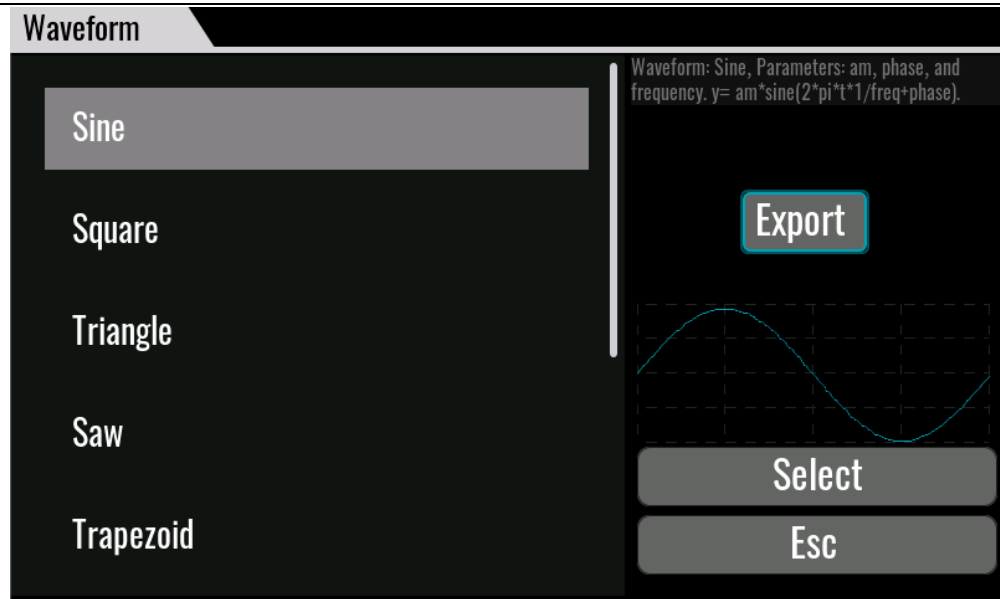 Waveform
Sine
Square
Triangle
Saw
Trapezoid
Waveform: Sine, Parameters: am, phase, and
frequency. y= am*sine(2*pi*t*1/freq+phase).
Export
Select
Esc